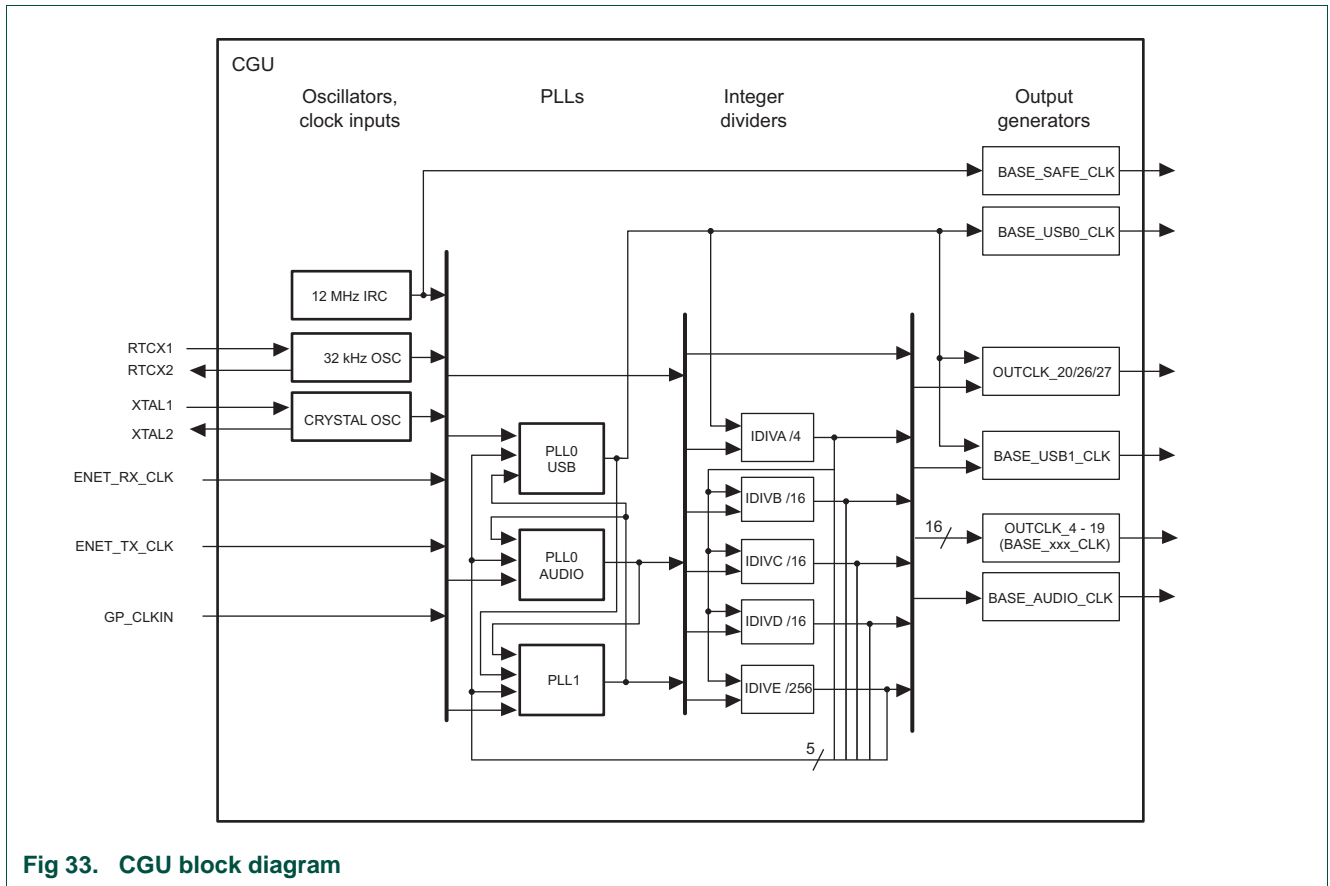 CGU
Oscillators,
clock inputs
PLLs
Integer
dividers
Output
generators
BASE_SAFE_CLK
BASE_USB0_CLK
12 MHz IRC
RTCX1
RTCX2
32 kHz OSC
OUTCLK_20/26/27
XTAL1
XTAL2
CRYSTAL OSC
PLL0
USB
IDIVA /4
BASE_USB1_CLK
ENET_RX_CLK
IDIVB /16
16
OUTCLK_4 - 19
(BASE_xxx_CLK)
ENET_TX_CLK
PLL0
AUDIO
IDIVC /16
BASE_AUDIO_CLK
GP_CLKIN
IDIVD /16
PLL1
IDIVE /256
5
Fig 33. CGU block diagram